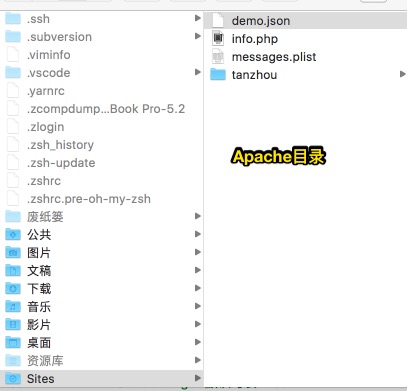 .ssh
.subversion
.viminfo
.vscode
.yarnrc
.zcompdump...Book Pro-5.2
.zlogin
.zsh_history
.zsh-update
.zshrc
.zshrc.pre-oh-my-zsh
废纸篓
公共
图片
文稿
下载
音乐
影片
桌面
资源库
Sites
demo.json
info.php
messages.plist
tanzhou
Apache目录